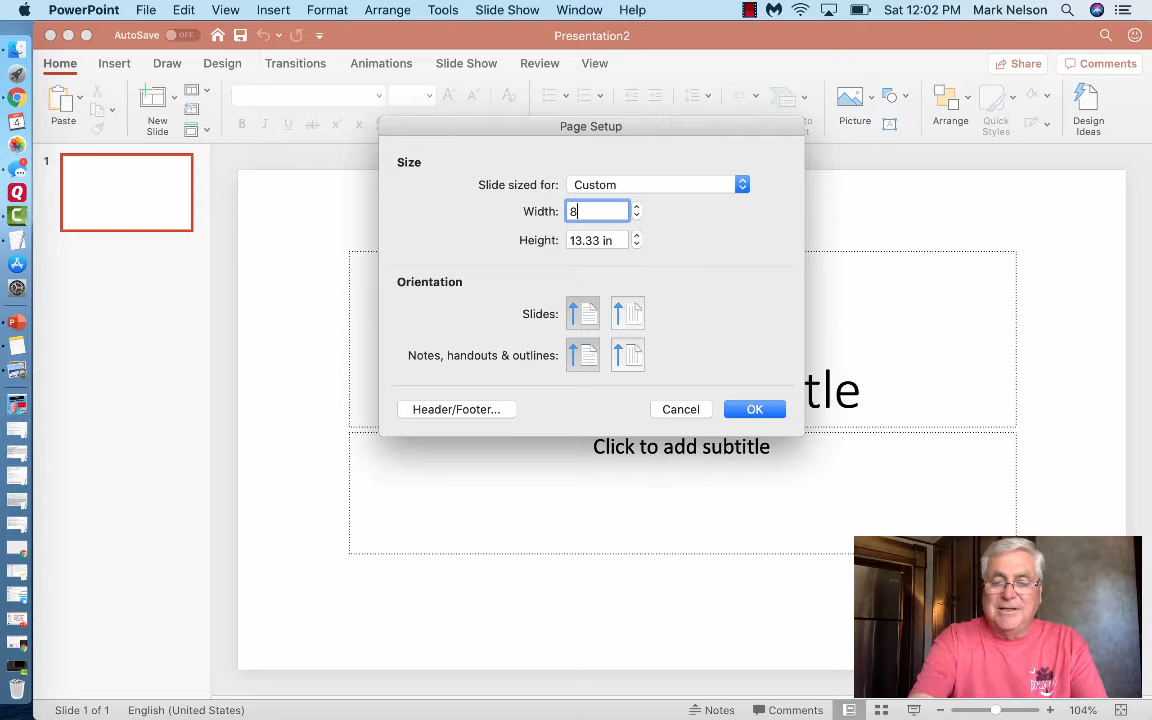 PowerPoint File Edit View Insert Format Arrange Tools Slide Show Window Help Sat 12:02 PM Mark Nelson
AutoSave OFF Presentation2
Home Insert Draw Design Transitions Animations Slide Show Review View Share Comments
Paste New Slide Picture Arrange Quick Styles Design Ideas
Page Setup
1
Size
Slide sized for: Custom
Width: 8
Height: 13.33 in
Orientation
Slides:
Notes, handouts & outlines:
Header/Footer... Cancel OK
tle
Click to add subtitle
Slide 1 of 1 English (United States) Notes Comments 104%